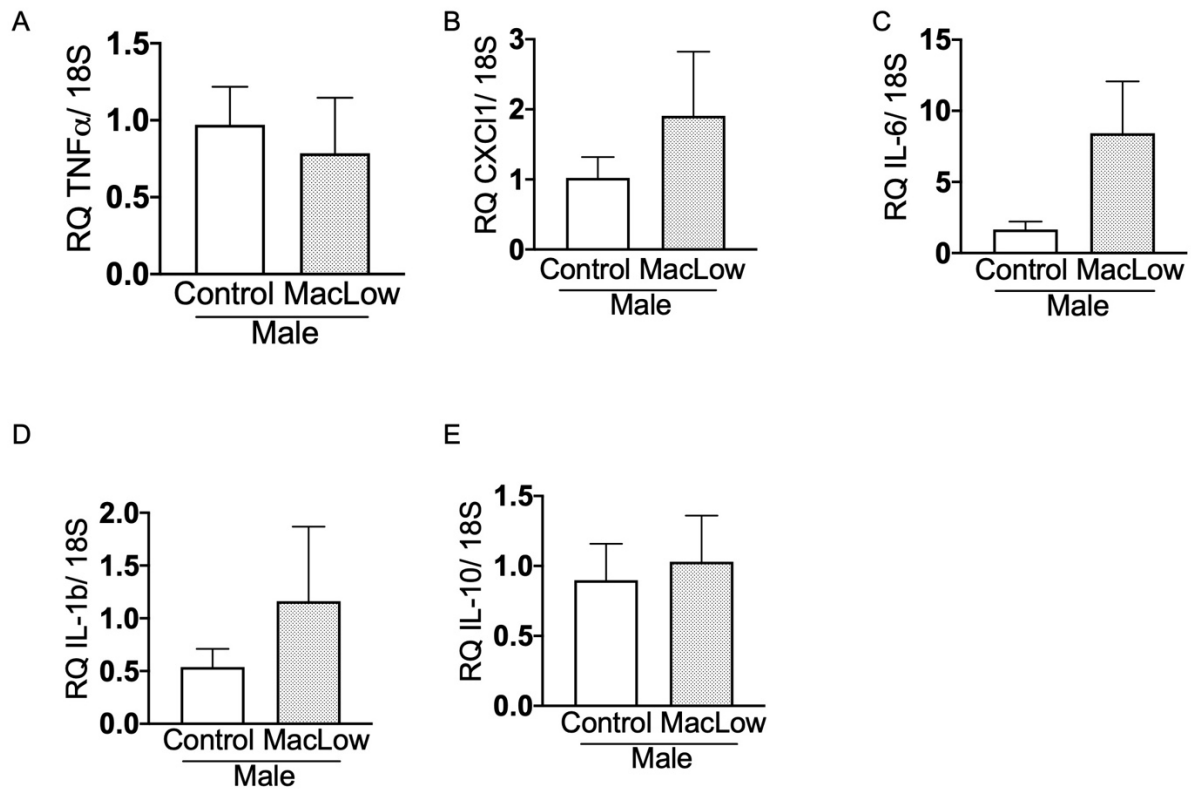 A
RQ TNFα/ 18S
1.5
1.0
0.5
0.0
Control MacLow
Male
B
RQ CXCl1/ 18S
3
2
1
0
Control MacLow
Male
C
RQ IL-6/ 18S
15
10
5
0
Control MacLow
Male
D
RQ IL-1b/ 18S
2.0
1.5
1.0
0.5
0.0
Control MacLow
Male
E
RQ IL-10/ 18S
1.5
1.0
0.5
0.0
Control MacLow
Male